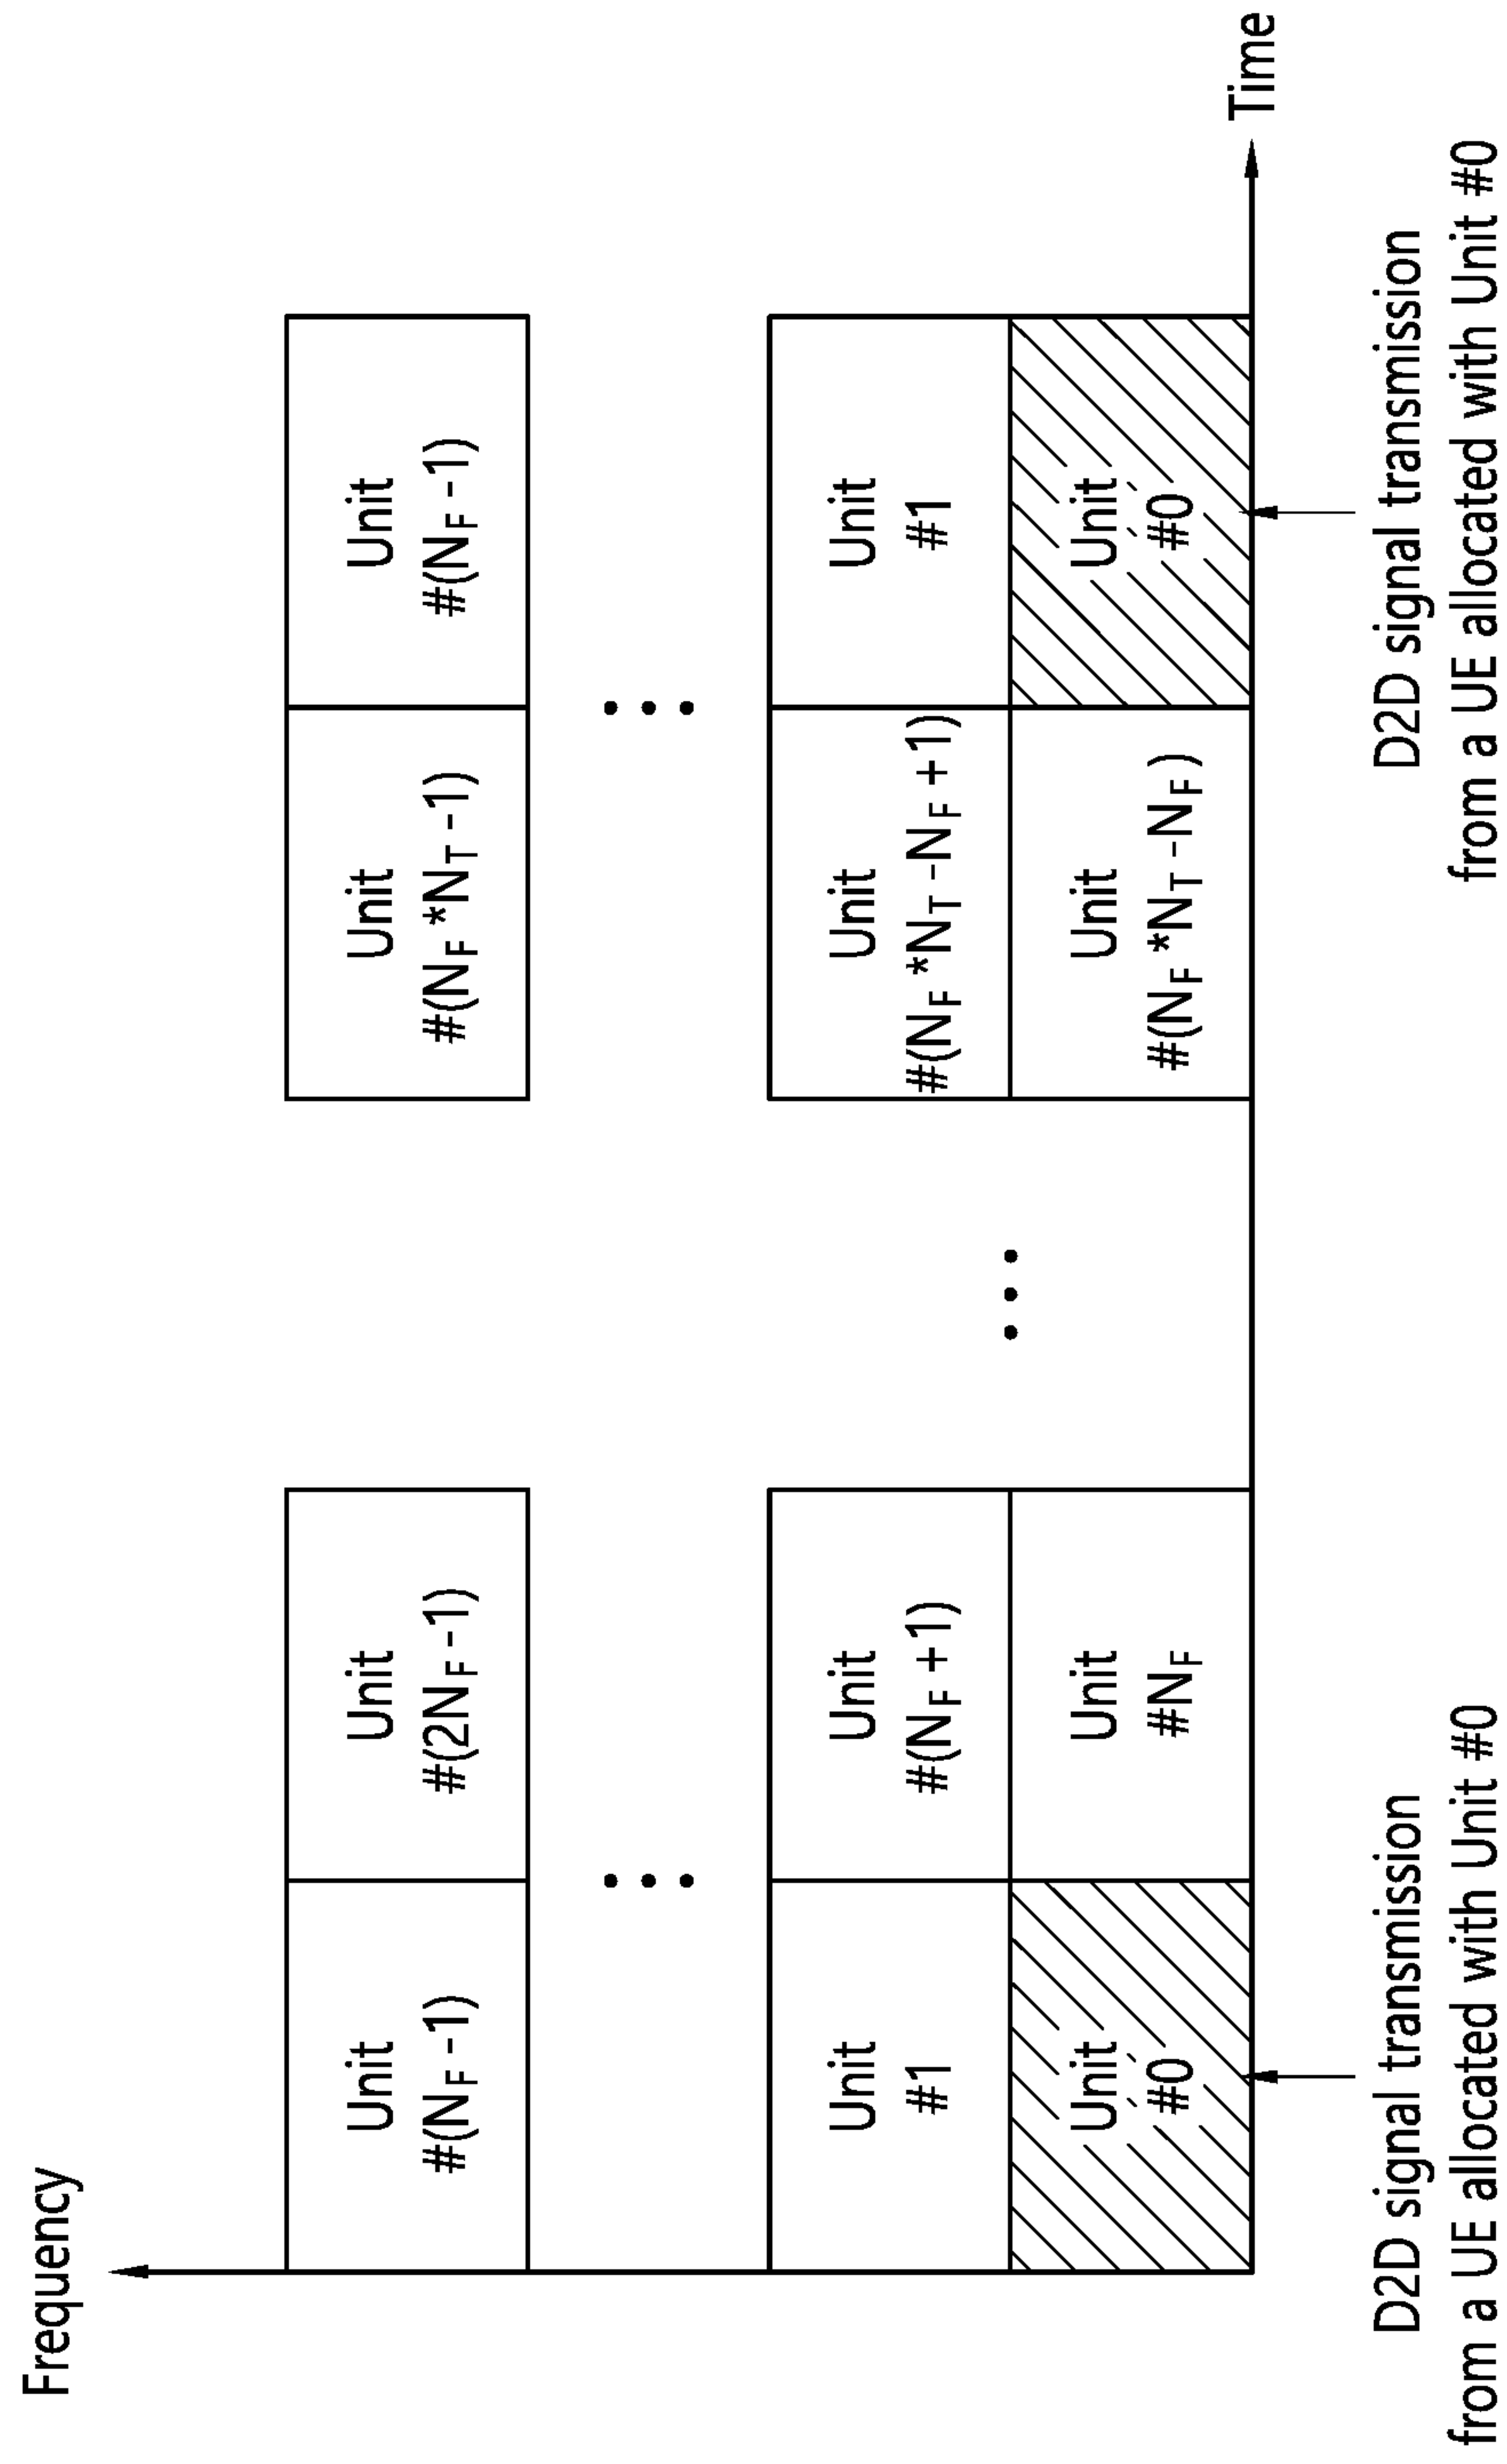 Frequency
Unit
#(N_F-1)
Unit
#(2N_F-1)
Unit
#(N_F*N_T-1)
Unit
#(N_F-1)
Unit
#1
Unit
#(N_F+1)
Unit
#(N_F*N_T-N_F+1)
Unit
#1
Unit
#0
Unit
#N_F
Unit
#(N_F*N_T-N_F)
Unit
#0
Time
D2D signal transmission
from a UE allocated with Unit #0
D2D signal transmission
from a UE allocated with Unit #0